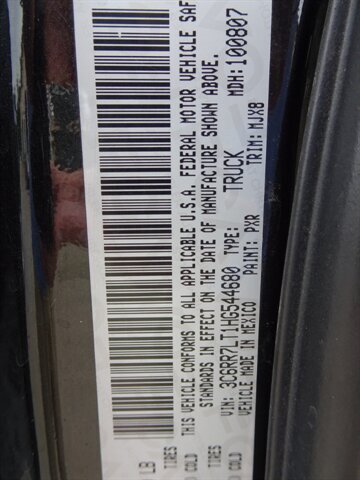 LB
TIRES
COLD
TIRES
COLD
THIS VEHICLE CONFORMS TO ALL APPLICABLE U.S.A. FEDERAL MOTOR VEHICLE SAF
STANDARDS IN EFFECT ON THE DATE OF MANUFACTURE SHOWN ABOVE.
VIN: 3C6RR7LT1HG544680 TYPE: TRUCK MDH:100807
VEHICLE MADE IN MEXICO PAINT: PXR TRIM: MJX8